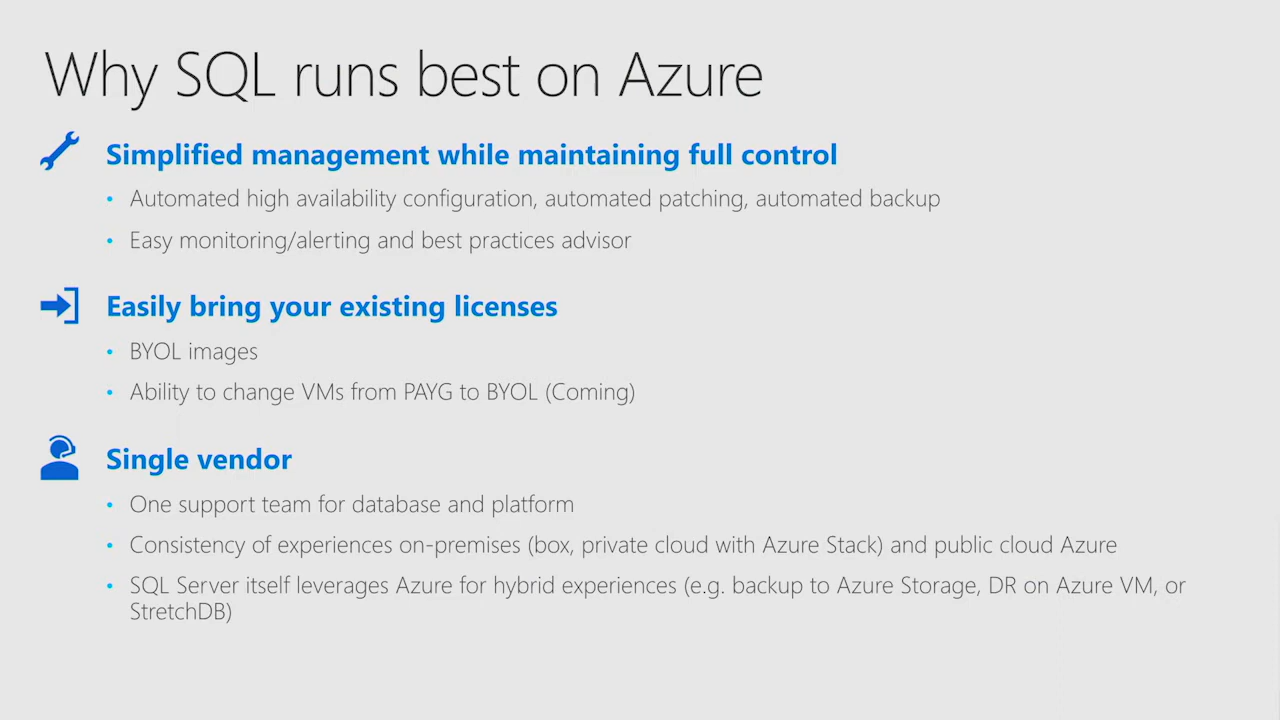 Why SQL runs best on Azure
Simplified management while maintaining full control
• Automated high availability configuration, automated patching, automated backup
• Easy monitoring/alerting and best practices advisor
Easily bring your existing licenses
• BYOL images
• Ability to change VMs from PAYG to BYOL (Coming)
Single vendor
• One support team for database and platform
• Consistency of experiences on-premises (box, private cloud with Azure Stack) and public cloud Azure
• SQL Server itself leverages Azure for hybrid experiences (e.g. backup to Azure Storage, DR on Azure VM, or
StretchDB)